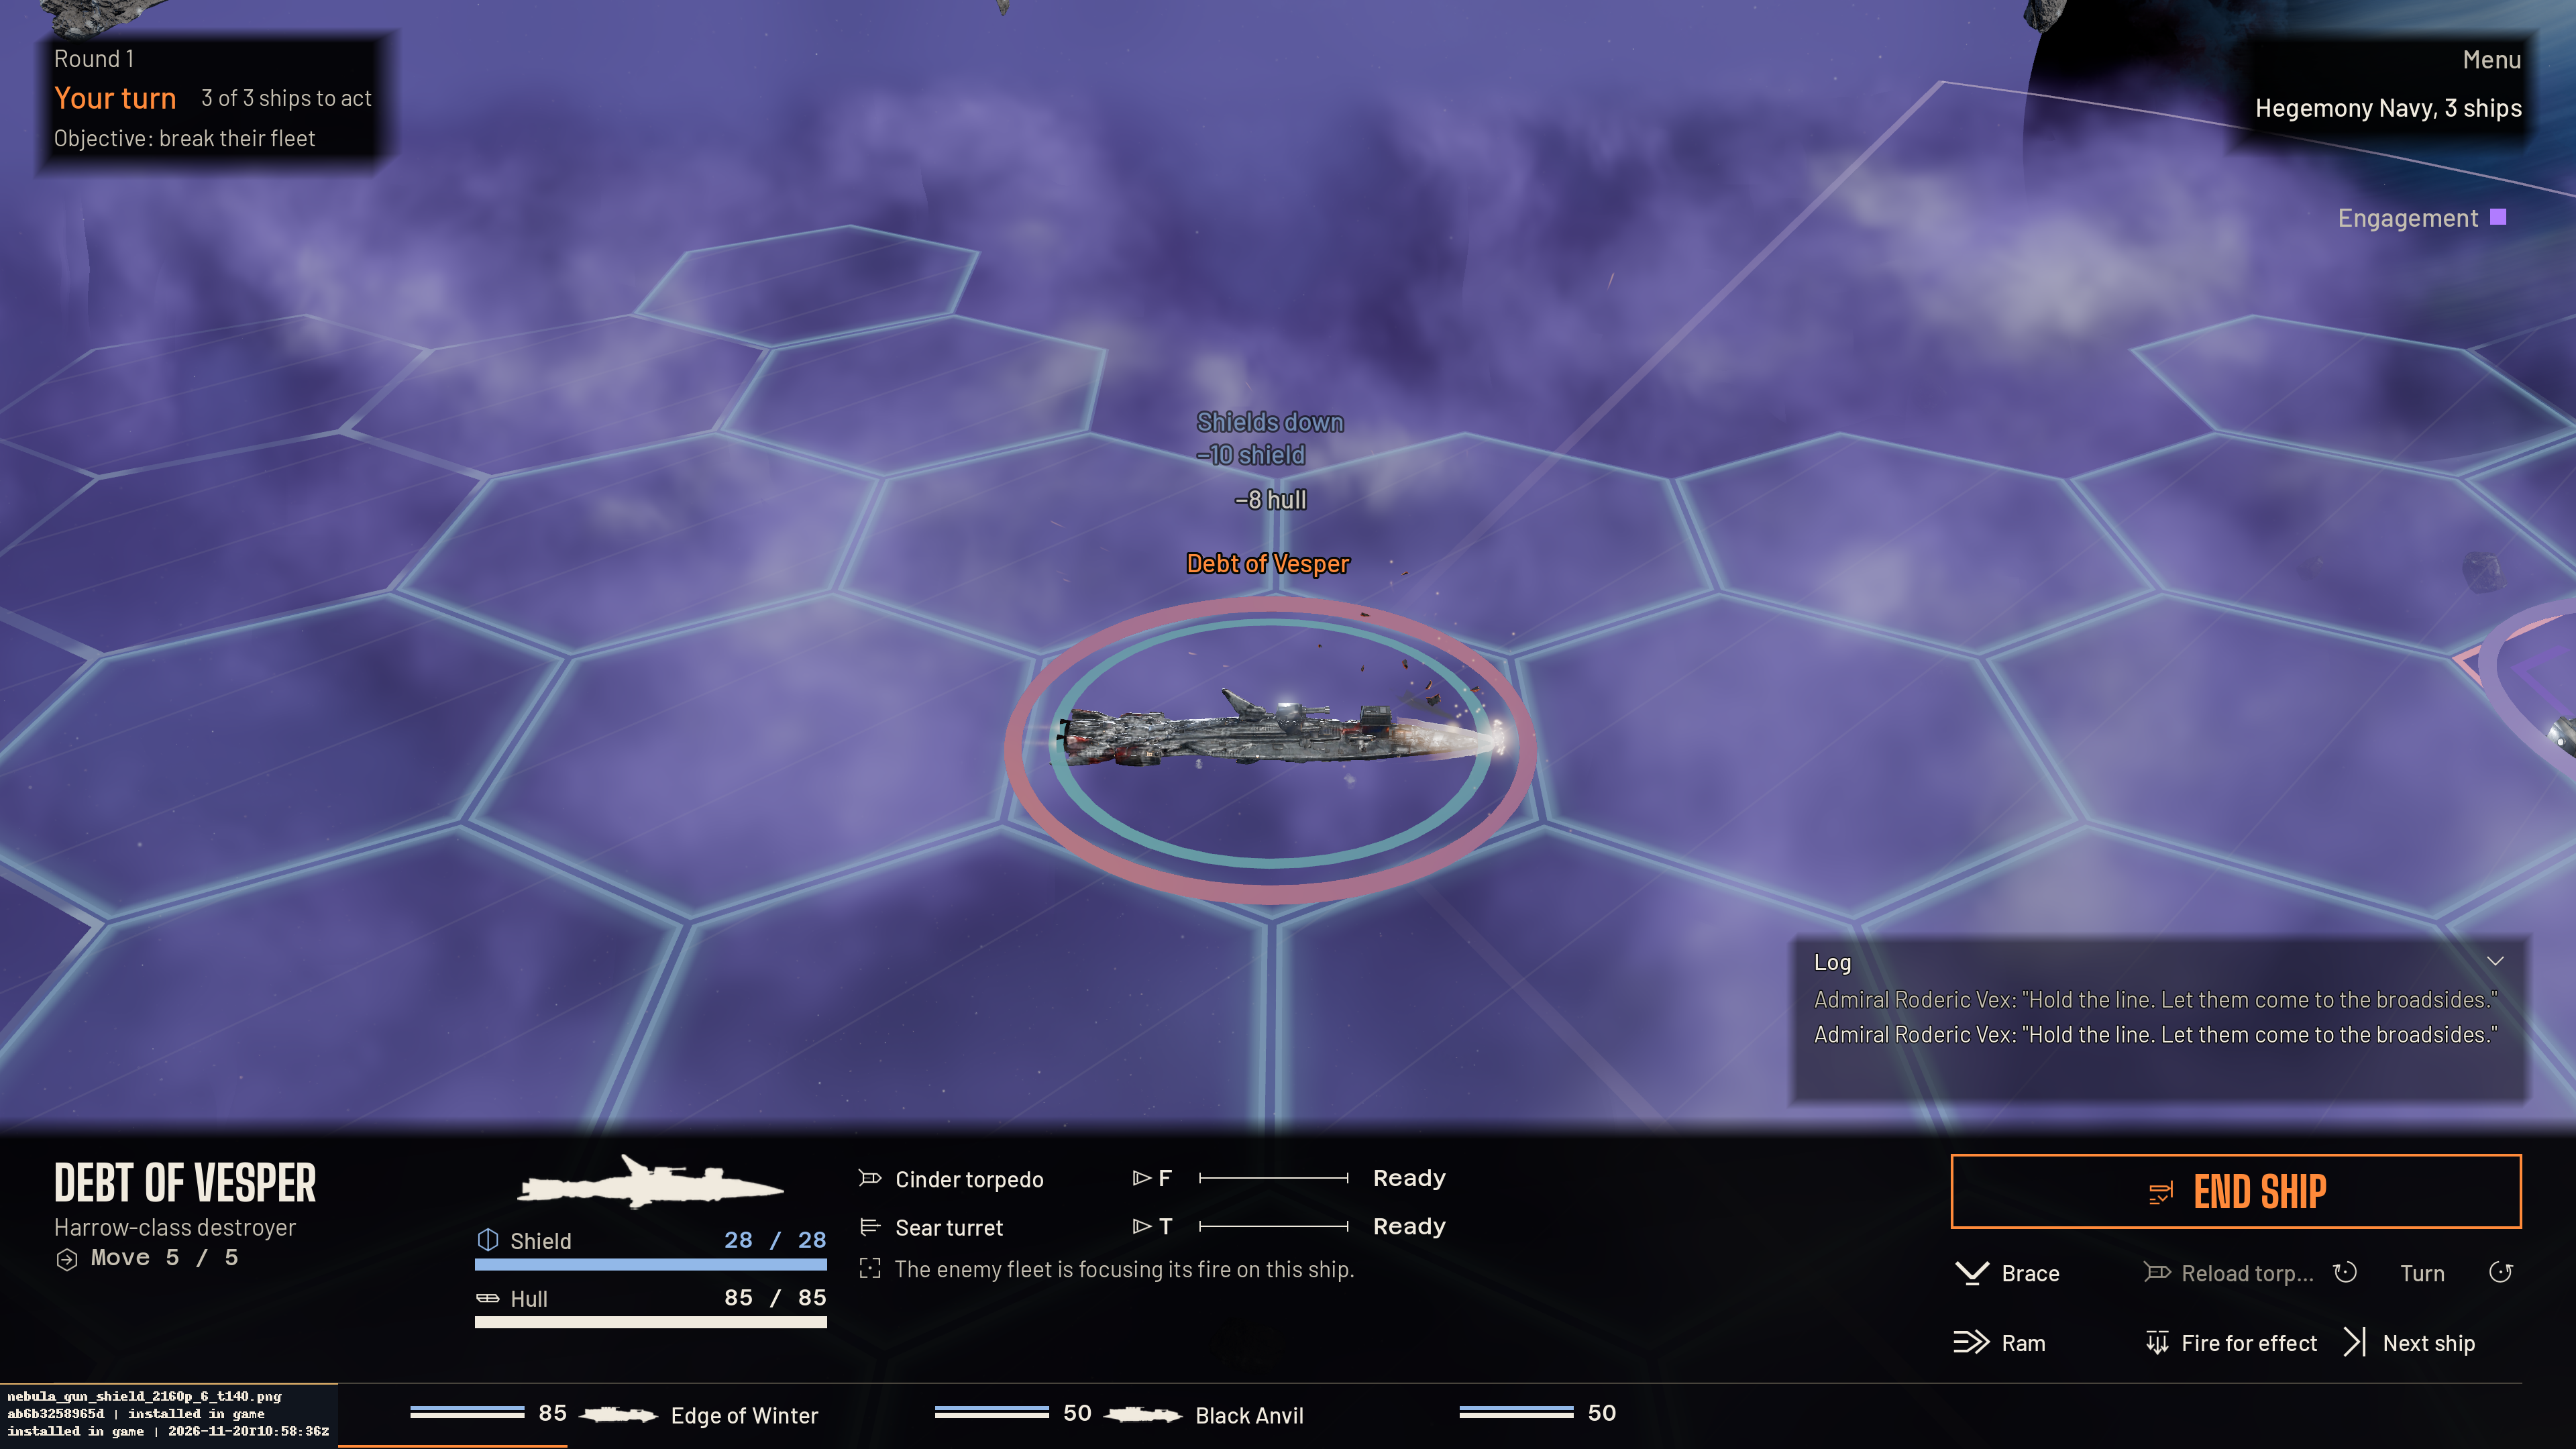 Round 1
Your turn 3 of 3 ships to act
Objective: break their fleet
Menu
Hegemony Navy, 3 ships
Engagement
Shields down
−10 shield
−8 hull
Debt of Vesper
Log
Admiral Roderic Vex: "Hold the line. Let them come to the broadsides."
Admiral Roderic Vex: "Hold the line. Let them come to the broadsides."
DEBT OF VESPER
Harrow-class destroyer
Move 5 / 5
Shield 28 / 28
Hull 85 / 85
Cinder torpedo F Ready
Sear turret T Ready
The enemy fleet is focusing its fire on this ship.
END SHIP
Brace Reload torp... Turn
Ram Fire for effect Next ship
85 Edge of Winter 50 Black Anvil 50
nebula_gun_shield_2160p_6_t140.png
ab6b3258965d | installed in game
installed in game | 2026-11-20T10:58:36Z